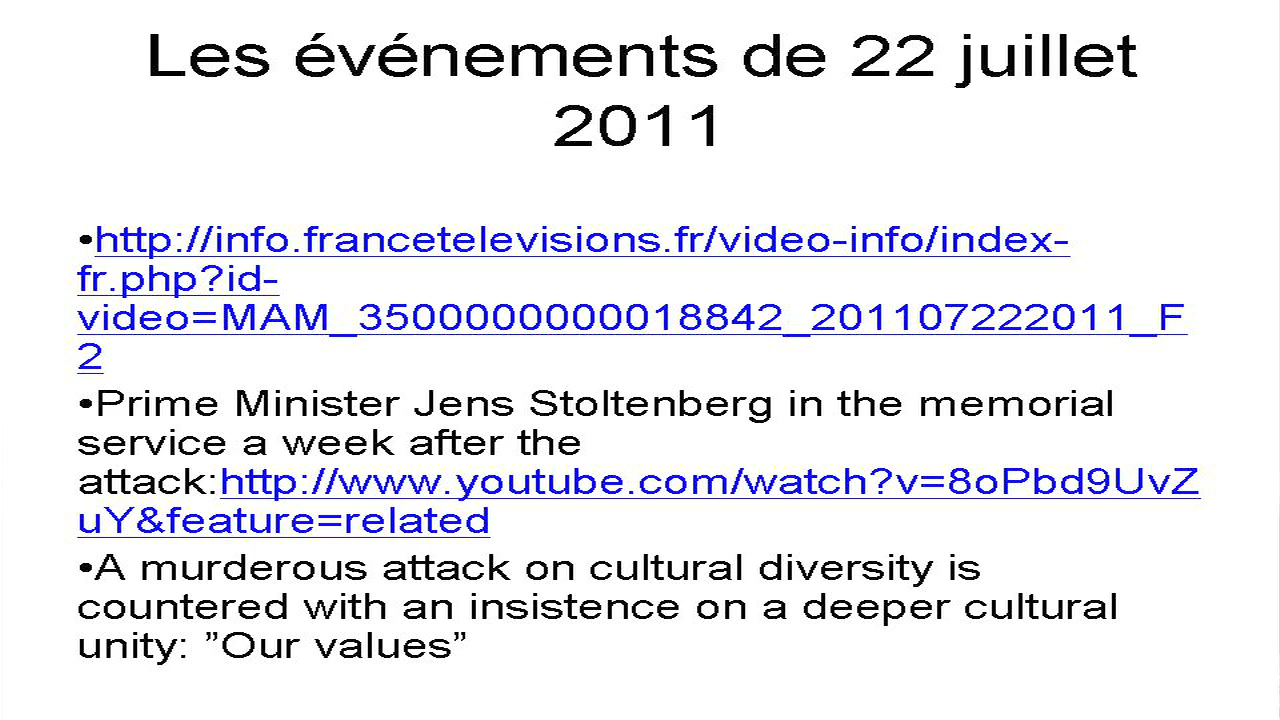 Les événements de 22 juillet
2011
•http://info.francetelevisions.fr/video-info/index-
fr.php?id-
video=MAM_3500000000018842_201107222011_F
2
•Prime Minister Jens Stoltenberg in the memorial
service a week after the
attack:http://www.youtube.com/watch?v=8oPbd9UvZ
uY&feature=related
•A murderous attack on cultural diversity is
countered with an insistence on a deeper cultural
unity: ”Our values”